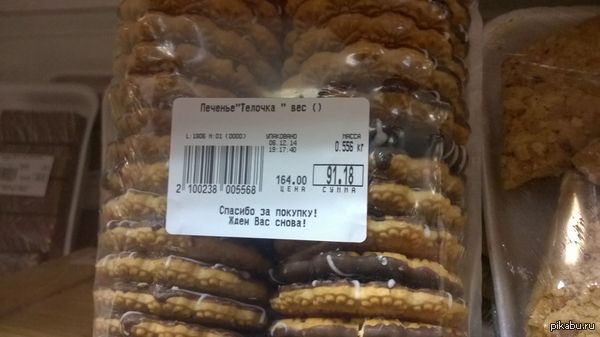 Печенье"Телочка " вес ()
L:1806 M:01 (0000) УПАКОВАНО МАССА
06.12.14 0.556 кг
19:17:40
164.00 91.18
ЦЕНА СУММА
2 100238 005568
Спасибо за покупку!
Ждем Вас снова!
pikabu.ru